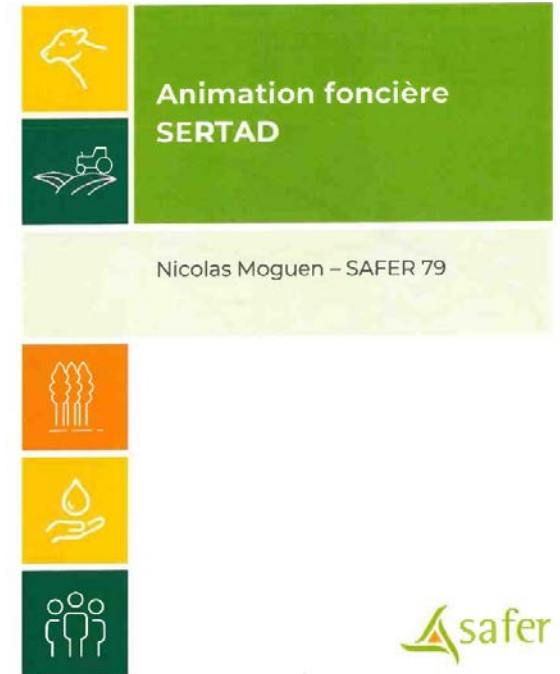 Animation foncière
SERTAD
Nicolas Moguen – SAFER 79
safer